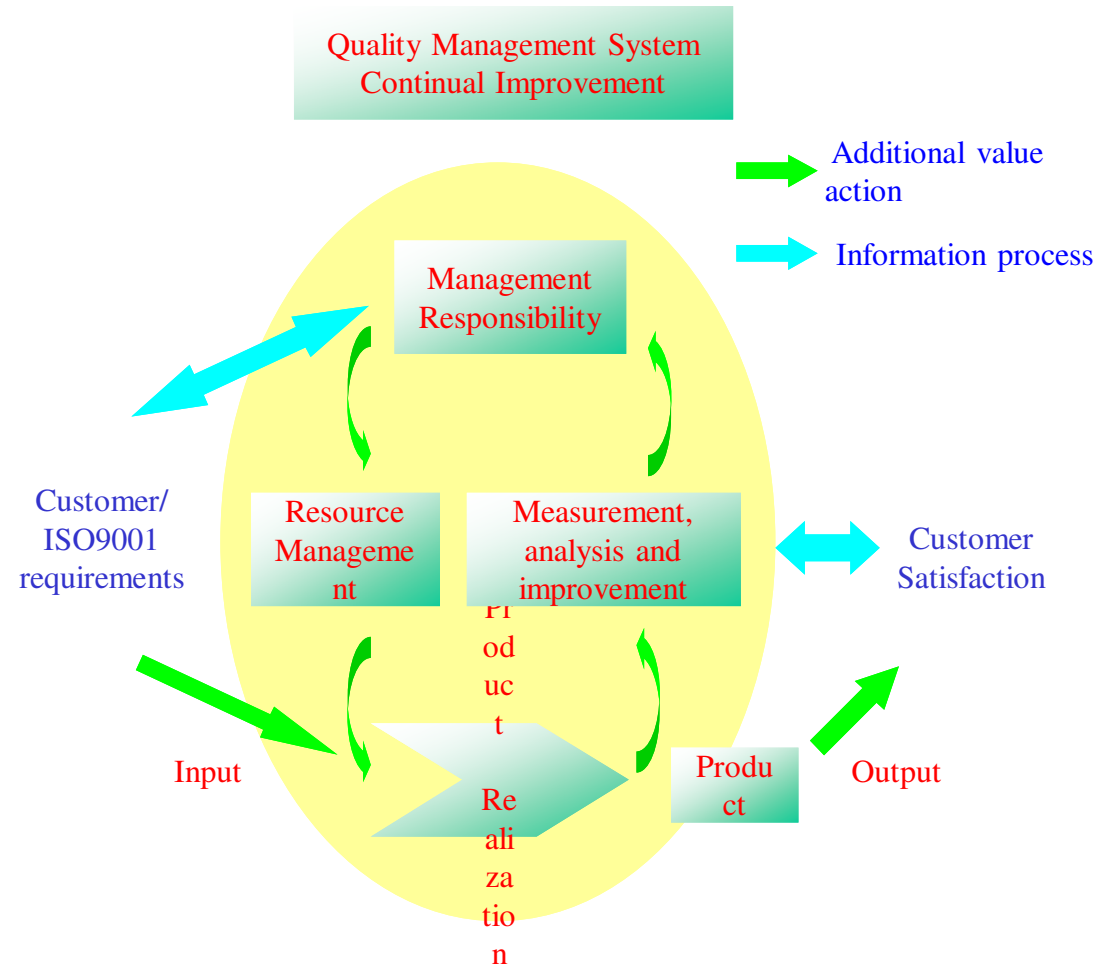 Quality Management System
Continual Improvement
Additional value
action
Information process
Management
Responsibility
Customer/
ISO9001
requirements
Resource
Manageme
nt
Measurement,
analysis and
improvement
Customer
Satisfaction
Pr
od
uc
t
Re
ali
za
tio
n
Input
Produ
ct
Output